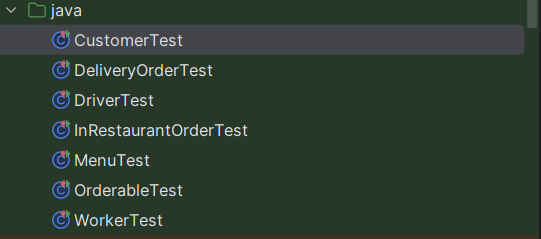 java
CustomerTest
DeliveryOrderTest
DriverTest
InRestaurantOrderTest
MenuTest
OrderableTest
WorkerTest